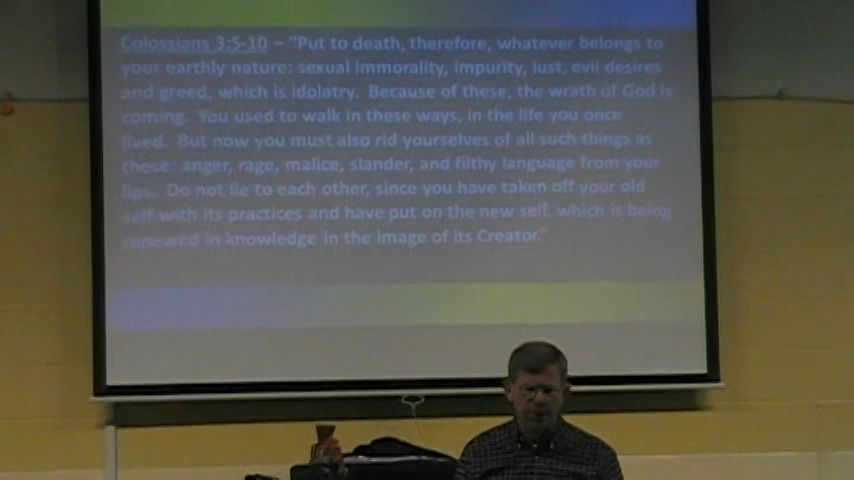 Colossians 3:5-10 – "Put to death, therefore, whatever belongs to
your earthly nature: sexual immorality, impurity, lust, evil desires
and greed, which is idolatry. Because of these, the wrath of God is
coming. You used to walk in these ways, in the life you once
lived. But now you must also rid yourselves of all such things as
these: anger, rage, malice, slander, and filthy language from your
lips. Do not lie to each other, since you have taken off your old
self with its practices and have put on the new self, which is being
renewed in knowledge in the image of its Creator."